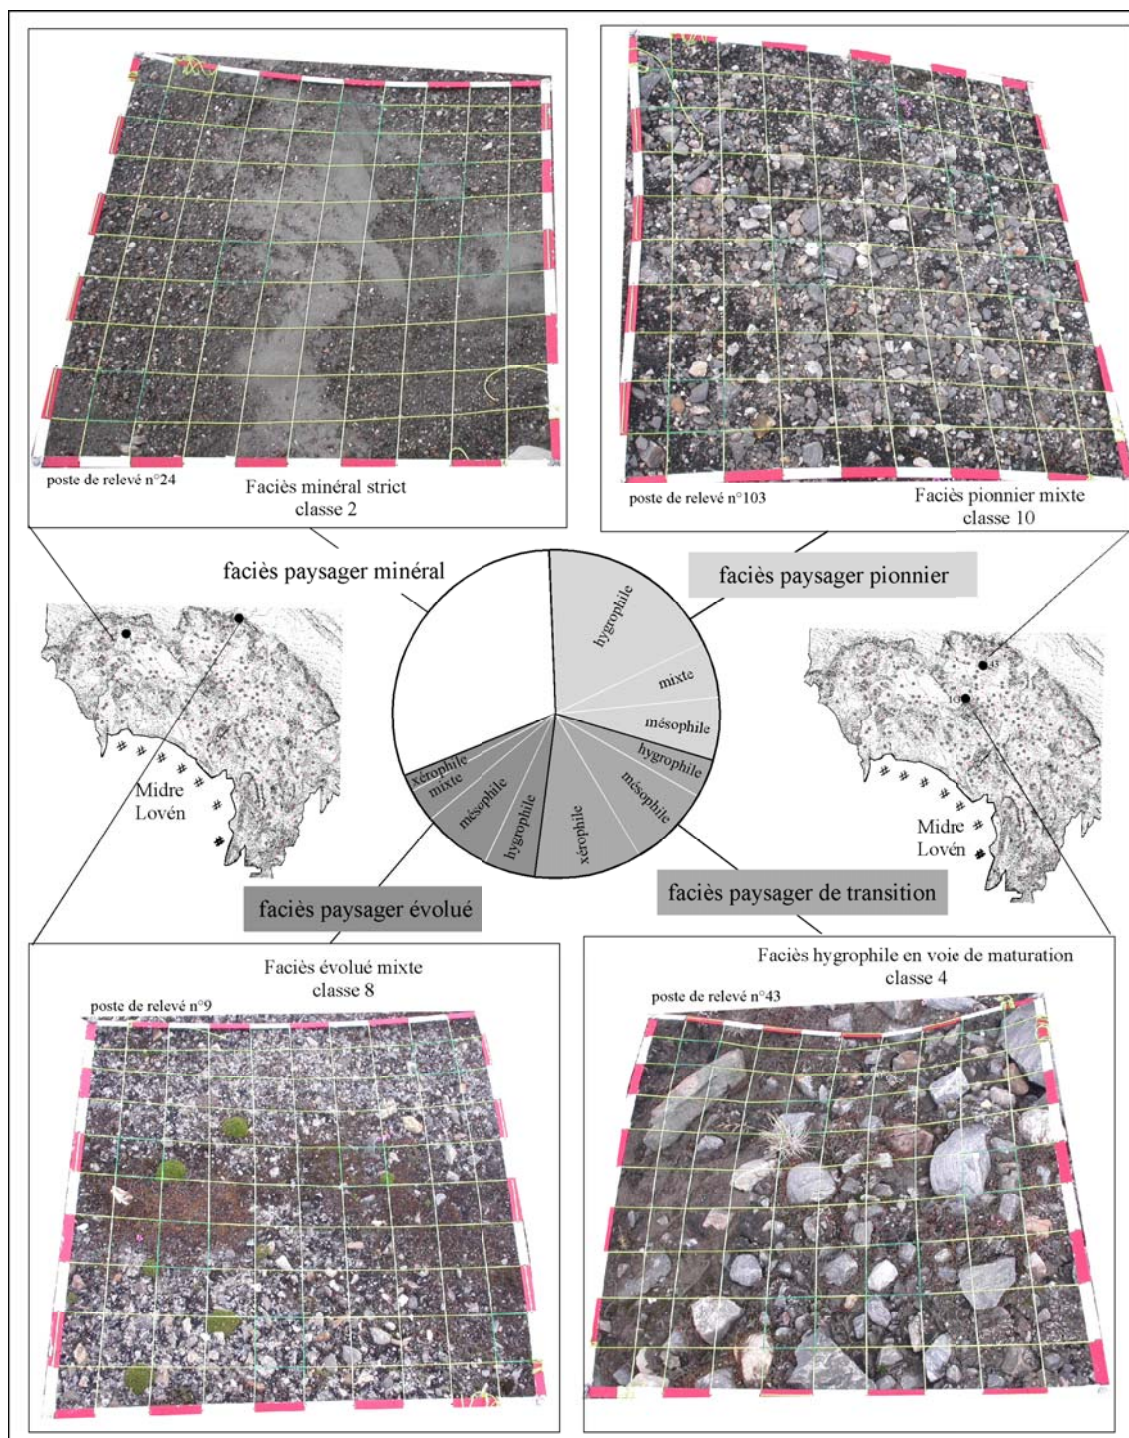 poste de relevé n°24
Faciès minéral strict
classe 2
poste de relevé n°103
Faciès pionnier mixte
classe 10
faciès paysager minéral
faciès paysager pionnier
hygrophile
mixte
mésophile
hygrophile
mésophile
xérophile
hygrophile
mésophile
mixte
xérophile
Midre
Lovén
Midre
Lovén
faciès paysager évolué
faciès paysager de transition
Faciès évolué mixte
classe 8
poste de relevé n°9
Faciès hygrophile en voie de maturation
classe 4
poste de relevé n°43